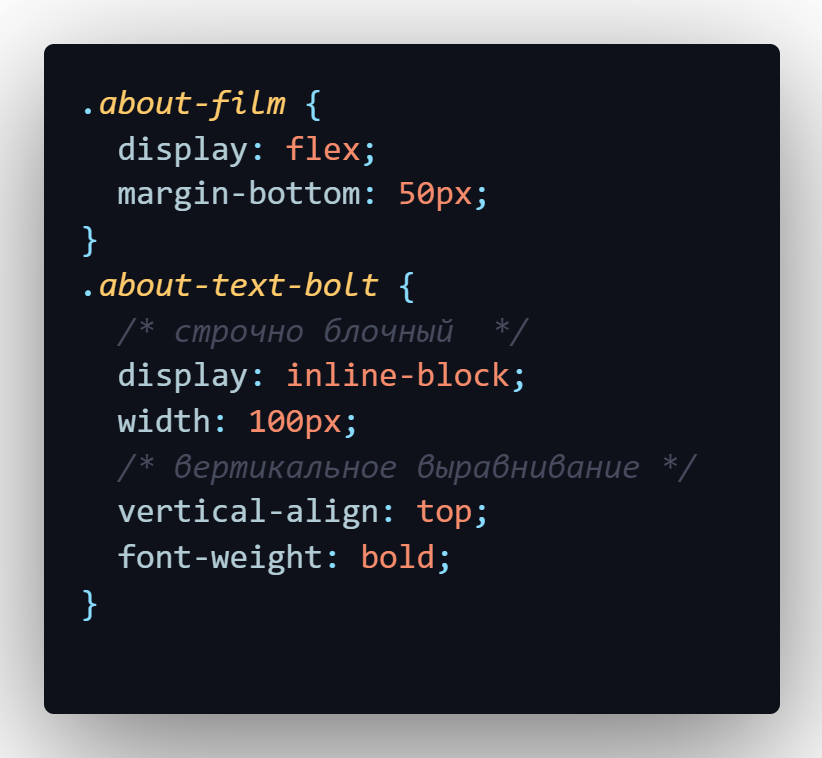 .about-film {
  display: flex;
  margin-bottom: 50px;
}
.about-text-bolt {
  /* строчно блочный  */
  display: inline-block;
  width: 100px;
  /* вертикальное выравнивание */
  vertical-align: top;
  font-weight: bold;
}